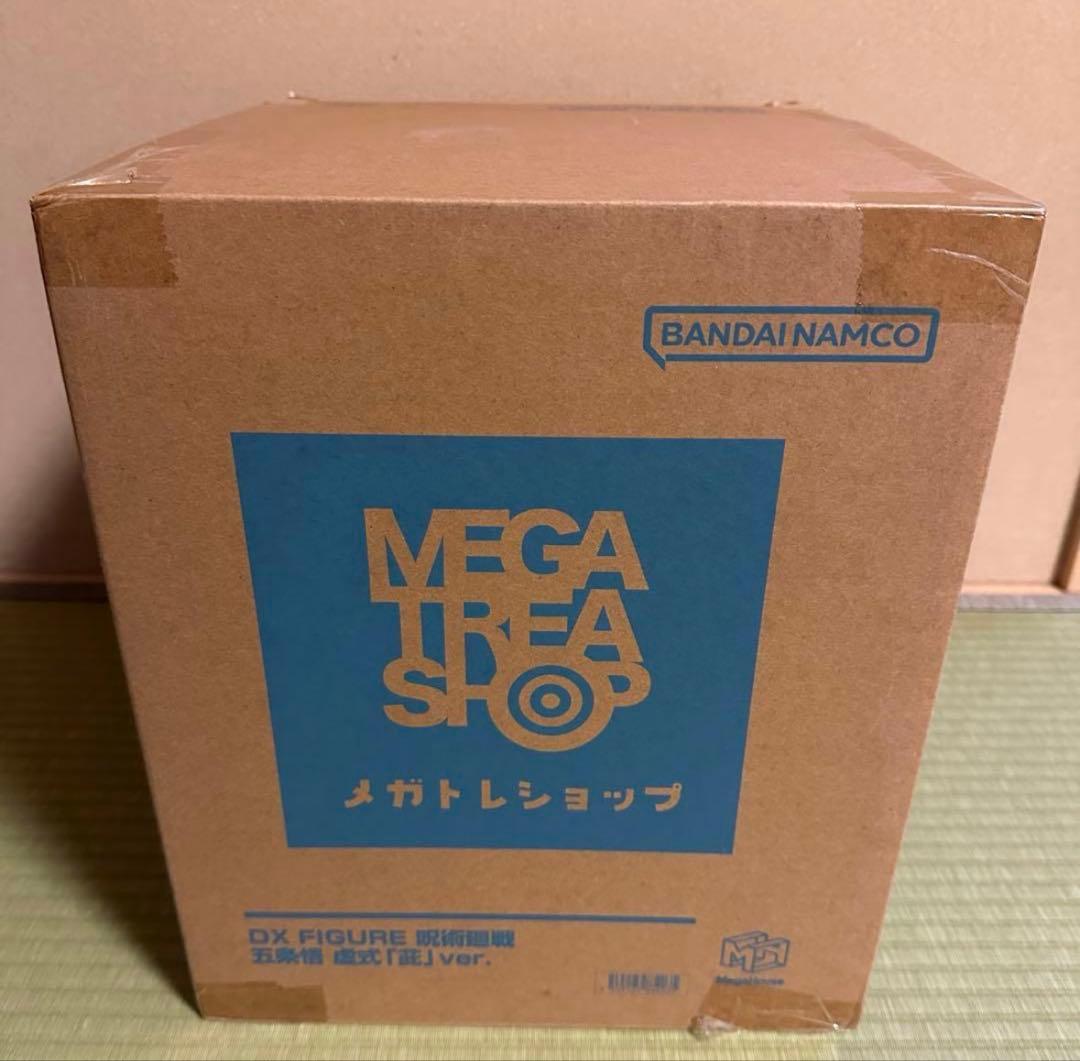 BANDAI NAMCO
MEGA
TREA
SHOP
メガトレショップ
DX FIGURE 呪術廻戦
五条悟 虚式「茈」ver.
MegaHouse